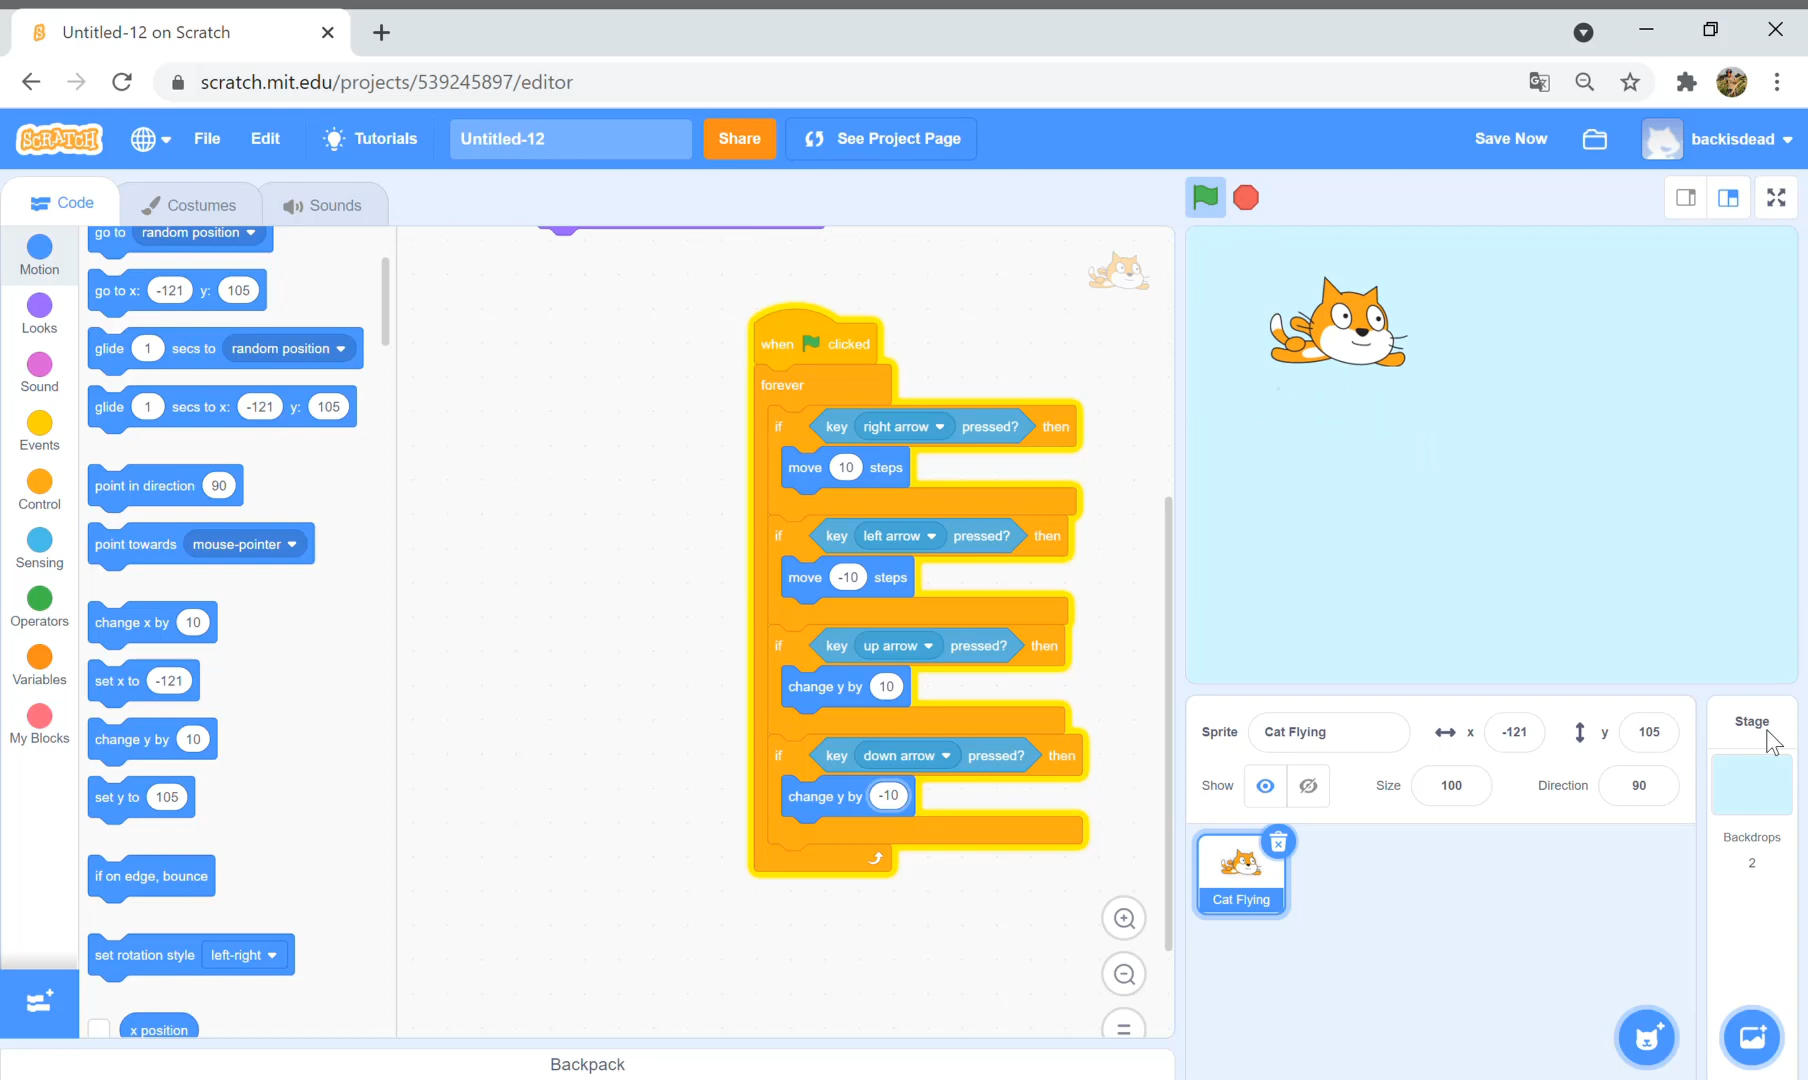 Untitled-12 on Scratch
scratch.mit.edu/projects/539245897/editor
SCRATCH File Edit Tutorials Untitled-12 Share See Project Page Save Now backisdead
Code Costumes Sounds
Motion
Looks
Sound
Events
Control
Sensing
Operators
Variables
My Blocks
go to random position
go to x: -121 y: 105
glide 1 secs to random position
glide 1 secs to x: -121 y: 105
point in direction 90
point towards mouse-pointer
change x by 10
set x to -121
change y by 10
set y to 105
if on edge, bounce
set rotation style left-right
x position
when clicked
forever
if key right arrow pressed? then
move 10 steps
if key left arrow pressed? then
move -10 steps
if key up arrow pressed? then
change y by 10
if key down arrow pressed? then
change y by -10
Sprite Cat Flying x -121 y 105
Show Size 100 Direction 90
Cat Flying
Stage
Backdrops
2
Backpack